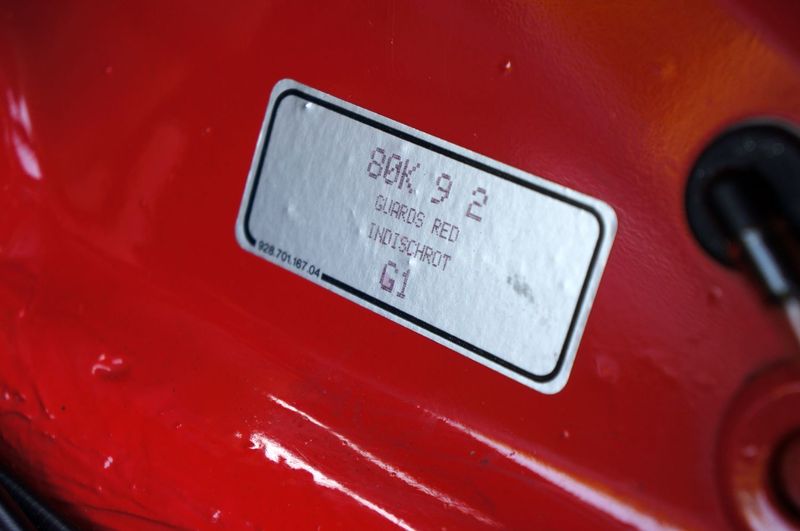 80K 9 2
GUARDS RED
INDISCHROT
G1
928.701.167.04